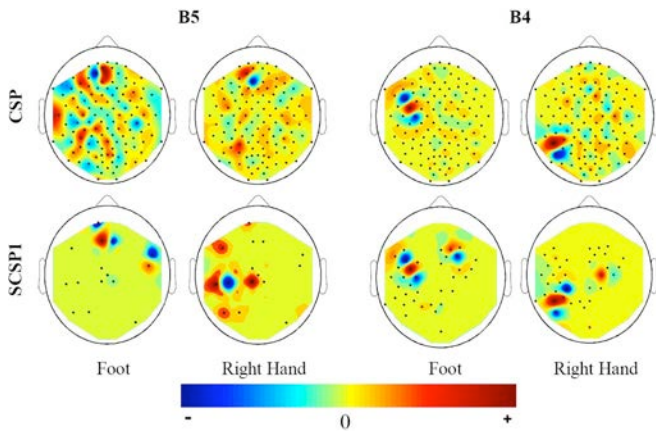 B5 B4
CSP
SCSP1
Foot Right Hand Foot Right Hand
- 0 +